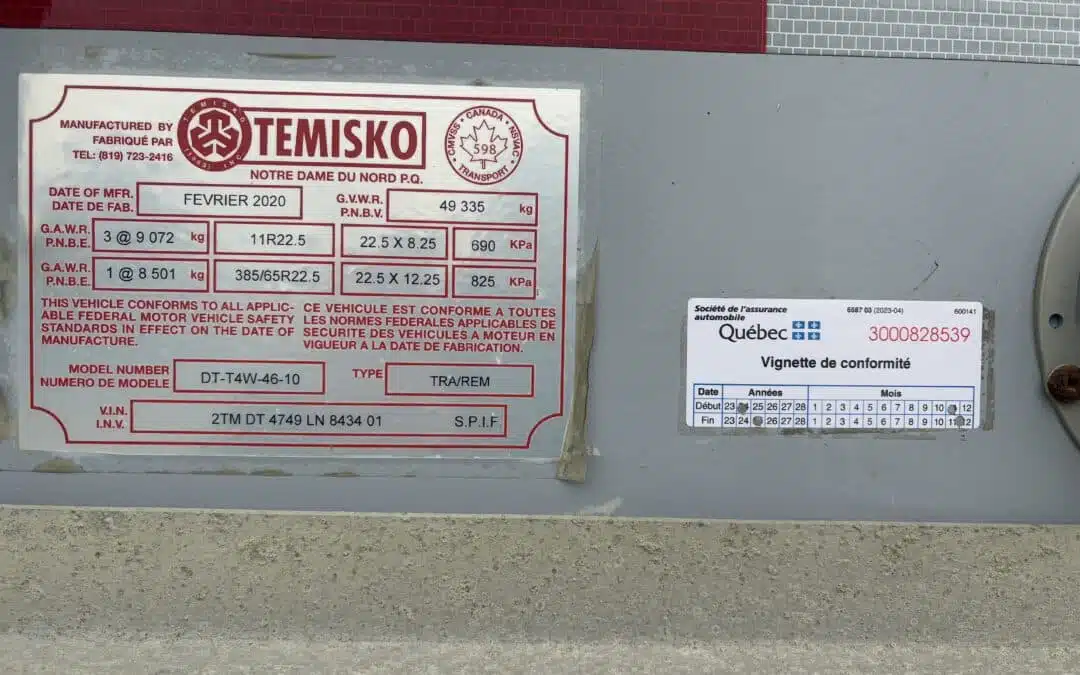 MANUFACTURED BY
FABRIQUÉ PAR
TEL: (819) 723-2416
TEMISKO
TEMISKO
INC
NOTRE DAME DU NORD P.Q.
CMVSS • CANADA • NSVAC • TRANSPORT
598
DATE OF MFR.
DATE DE FAB.
FEVRIER 2020
G.V.W.R.
P.N.B.V.
49 335 kg
G.A.W.R.
P.N.B.E.
3 @ 9 072 kg 11R22.5 22.5 X 8.25 690 KPa
G.A.W.R.
P.N.B.E.
1 @ 8 501 kg 385/65R22.5 22.5 X 12.25 825 KPa
THIS VEHICLE CONFORMS TO ALL APPLIC-
ABLE FEDERAL MOTOR VEHICLE SAFETY
STANDARDS IN EFFECT ON THE DATE OF
MANUFACTURE.
CE VEHICULE EST CONFORME A TOUTES
LES NORMES FEDERALES APPLICABLES DE
SECURITE DES VEHICULES A MOTEUR EN
VIGUEUR A LA DATE DE FABRICATION.
MODEL NUMBER
NUMERO DE MODELE
DT-T4W-46-10
TYPE
TRA/REM
V.I.N.
I.N.V.
2TM DT 4749 LN 8434 01 S.P.I.F
Société de l'assurance
automobile
Québec
6587 03 (2023-04)
600141
3000828539
Vignette de conformité
Date Années Mois
Début 23 25 26 27 28 1 2 3 4 5 6 7 8 9 10 12
Fin 23 24 26 27 28 1 2 3 4 5 6 7 8 9 10 11 12